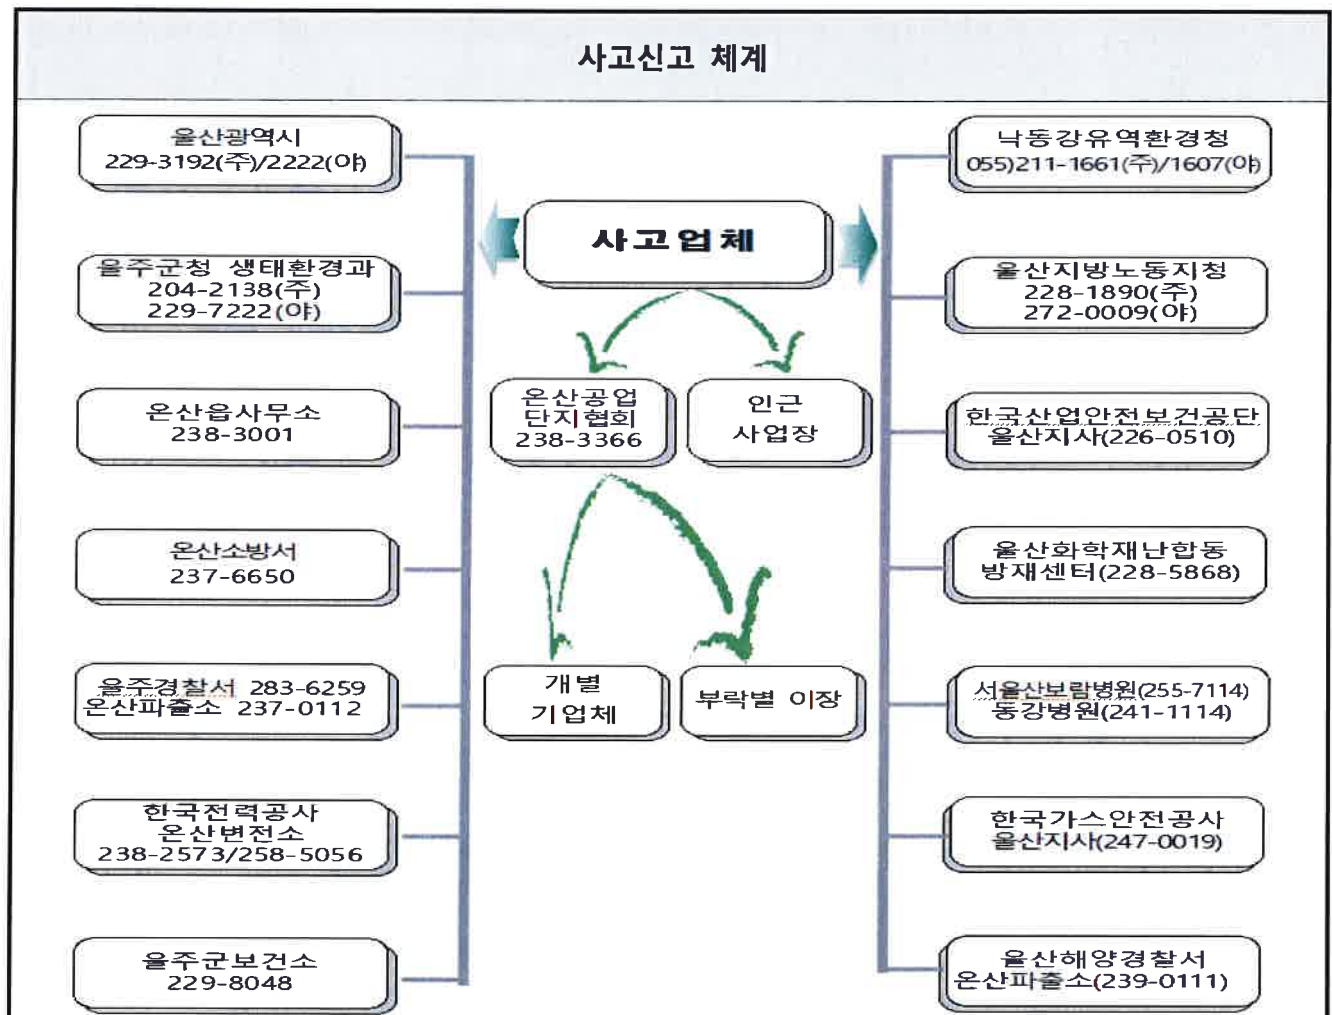 사고신고 체계
울산광역시
229-3192(주)/2222(야)
울주군청 생태환경과
204-2138(주)
229-7222(야)
온산읍사무소
238-3001
온산소방서
237-6650
울주경찰서 283-6259
온산파출소 237-0112
한국전력공사
온산변전소
238-2573/258-5056
울주군보건소
229-8048
사고업체
온산공업
단지협회
238-3366
인근
사업장
개별
기업체
부락별 이장
낙동강유역환경청
055)211-1661(주)/1607(야)
울산지방노동지청
228-1890(주)
272-0009(야)
한국산업안전보건공단
울산지사(226-0510)
울산화학재난합동
방재센터(228-5868)
서울산보람병원(255-7114)
동강병원(241-1114)
한국가스안전공사
울산지사(247-0019)
울산해양경찰서
온산파출소(239-0111)